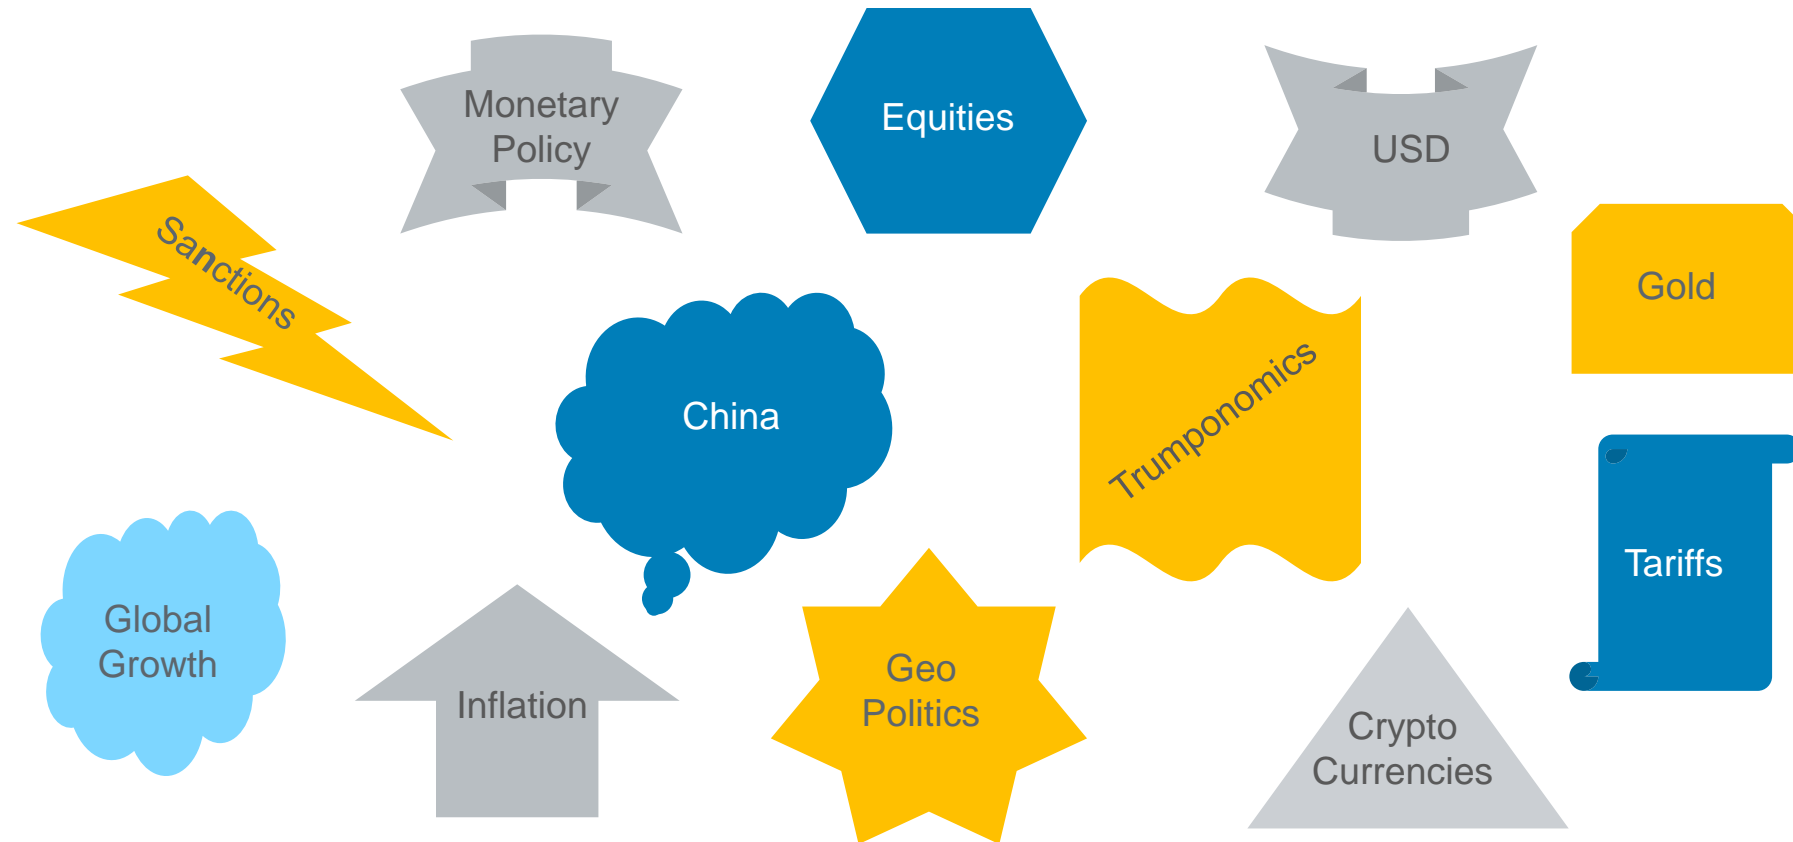 Monetary
Policy
Equities
USD
Sanctions
Gold
China
Trumponomics
Tariffs
Global
Growth
Inflation
Geo
Politics
Crypto
Currencies